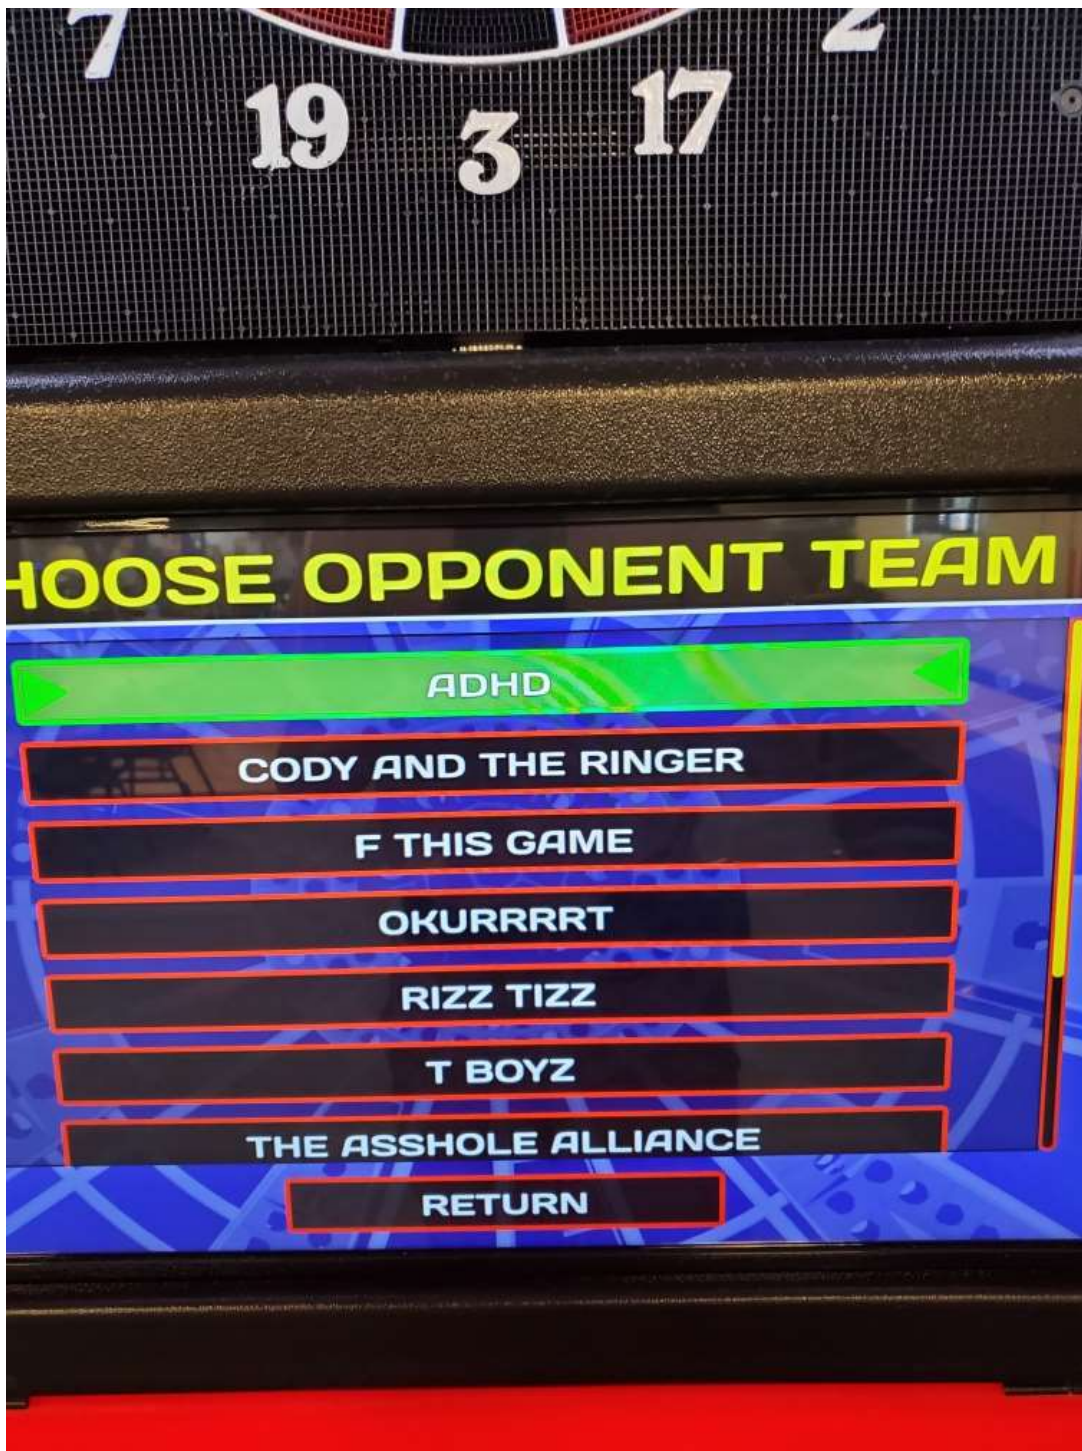 7 2
19 3 17
HOOSE OPPONENT TEAM
ADHD
CODY AND THE RINGER
F THIS GAME
OKURRRRT
RIZZ TIZZ
T BOYZ
THE ASSHOLE ALLIANCE
RETURN